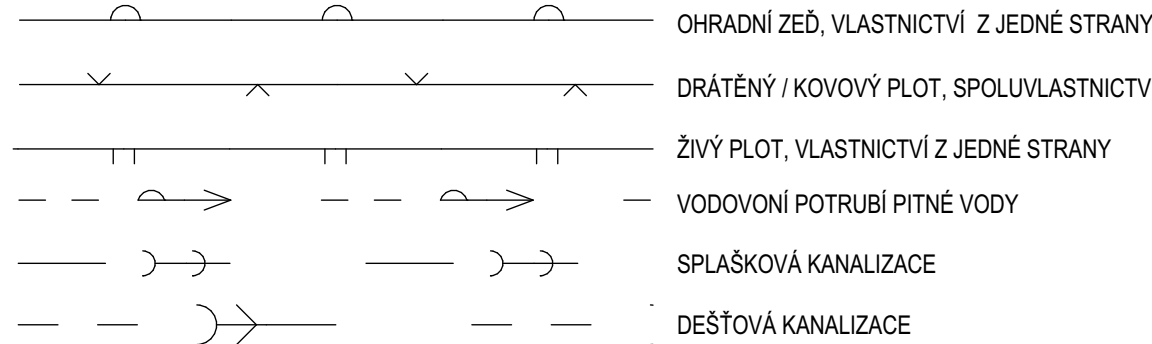 OHRADNÍ ZEĎ, VLASTNICTVÍ Z JEDNÉ STRANY
DRÁTĚNÝ / KOVOVÝ PLOT, SPOLUVLASTNICTV
ŽIVÝ PLOT, VLASTNICTVÍ Z JEDNÉ STRANY
VODOVONÍ POTRUBÍ PITNÉ VODY
SPLAŠKOVÁ KANALIZACE
DEŠŤOVÁ KANALIZACE